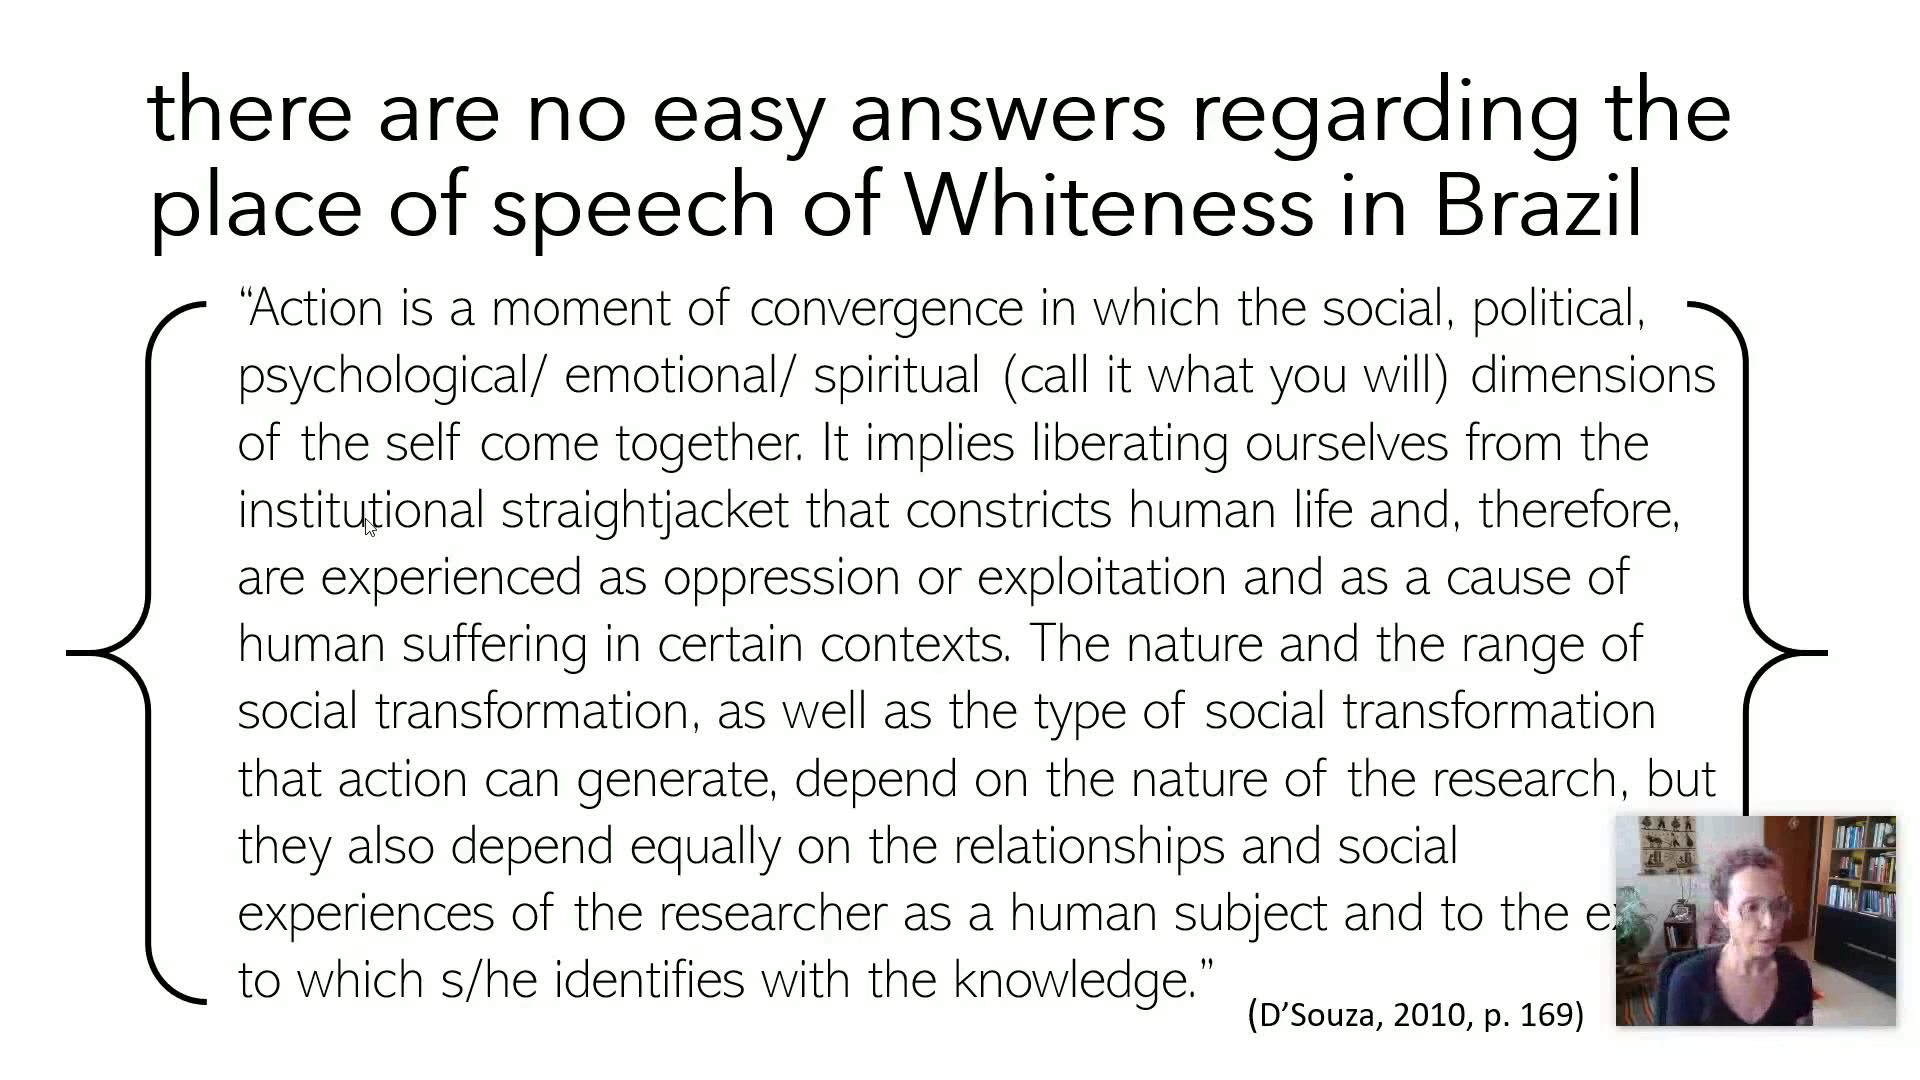 there are no easy answers regarding the
place of speech of Whiteness in Brazil
“Action is a moment of convergence in which the social, political,
psychological/ emotional/ spiritual (call it what you will) dimensions
of the self come together. It implies liberating ourselves from the
institutional straightjacket that constricts human life and, therefore,
are experienced as oppression or exploitation and as a cause of
human suffering in certain contexts. The nature and the range of
social transformation, as well as the type of social transformation
that action can generate, depend on the nature of the research, but
they also depend equally on the relationships and social
experiences of the researcher as a human subject and to the
to which s/he identifies with the knowledge.”
(D’Souza, 2010, p. 169)